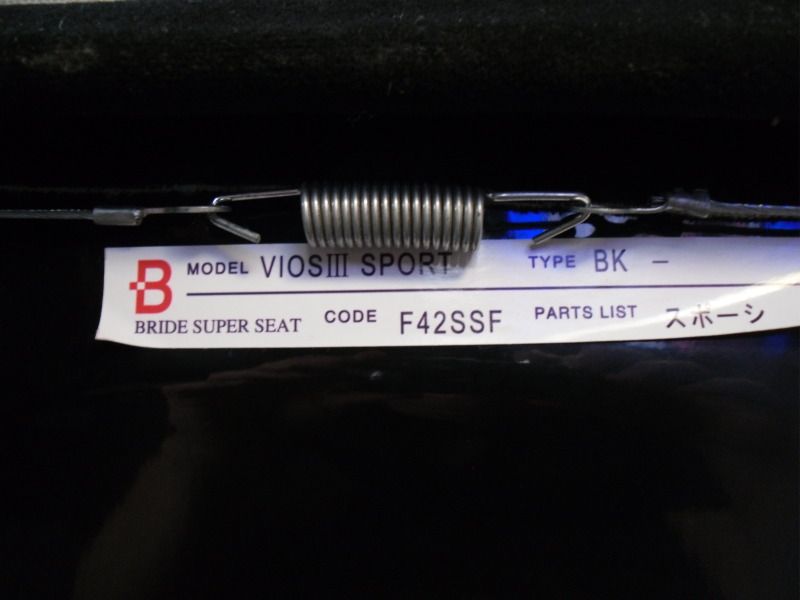 B MODEL VIOSIII SPORT TYPE BK -
BRIDE SUPER SEAT CODE F42SSF PARTS LIST スポーシ